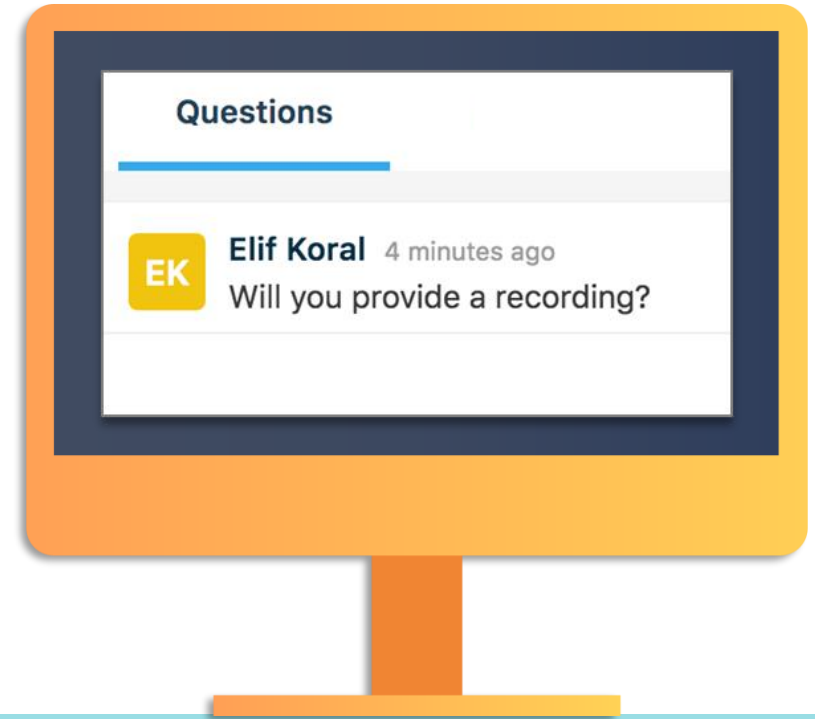 Questions
EK
Elif Koral 4 minutes ago
Will you provide a recording?